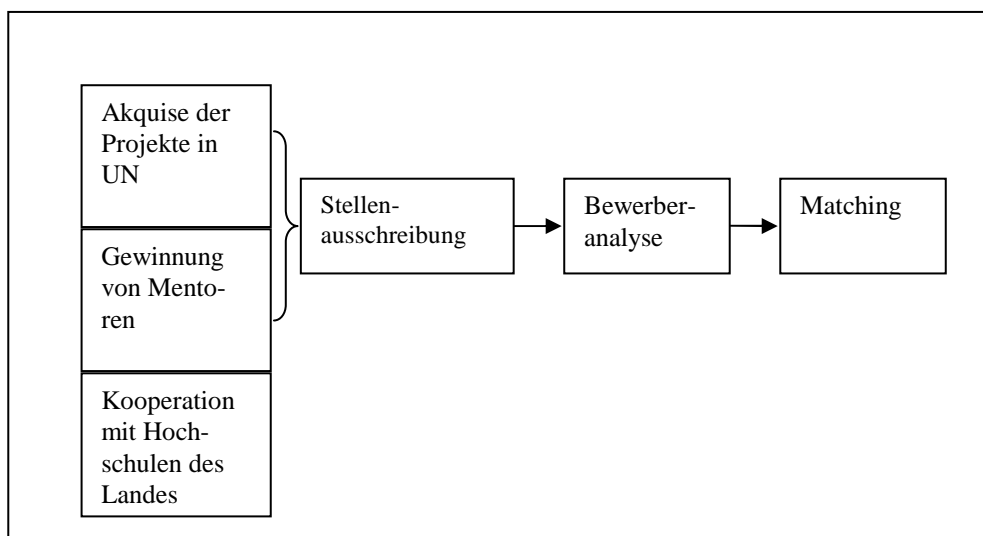 Akquise der
Projekte in
UN
Gewinnung
von Mento-
ren
Kooperation
mit Hoch-
schulen des
Landes
Stellen-
ausschreibung
Bewerber-
analyse
Matching